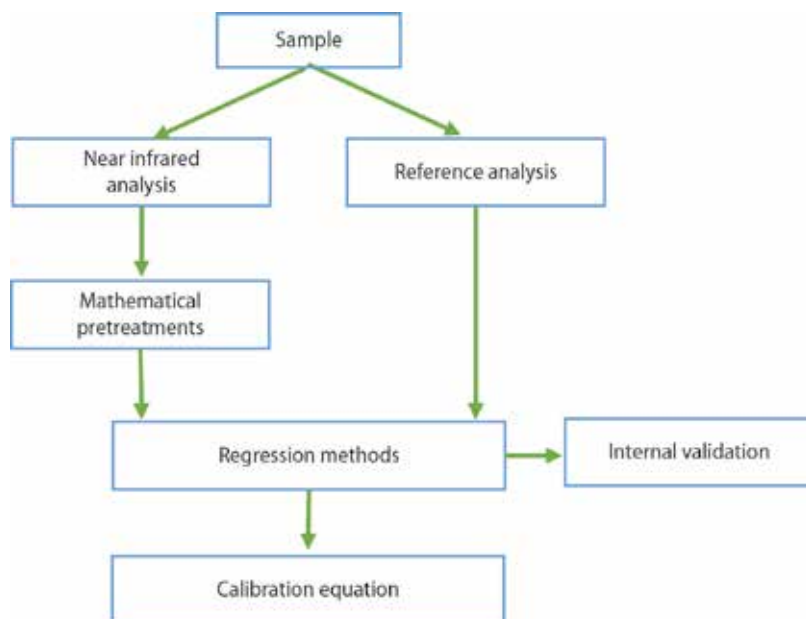 Sample
Near infrared
analysis
Reference analysis
Mathematical
pretreatments
Regression methods
Internal validation
Calibration equation